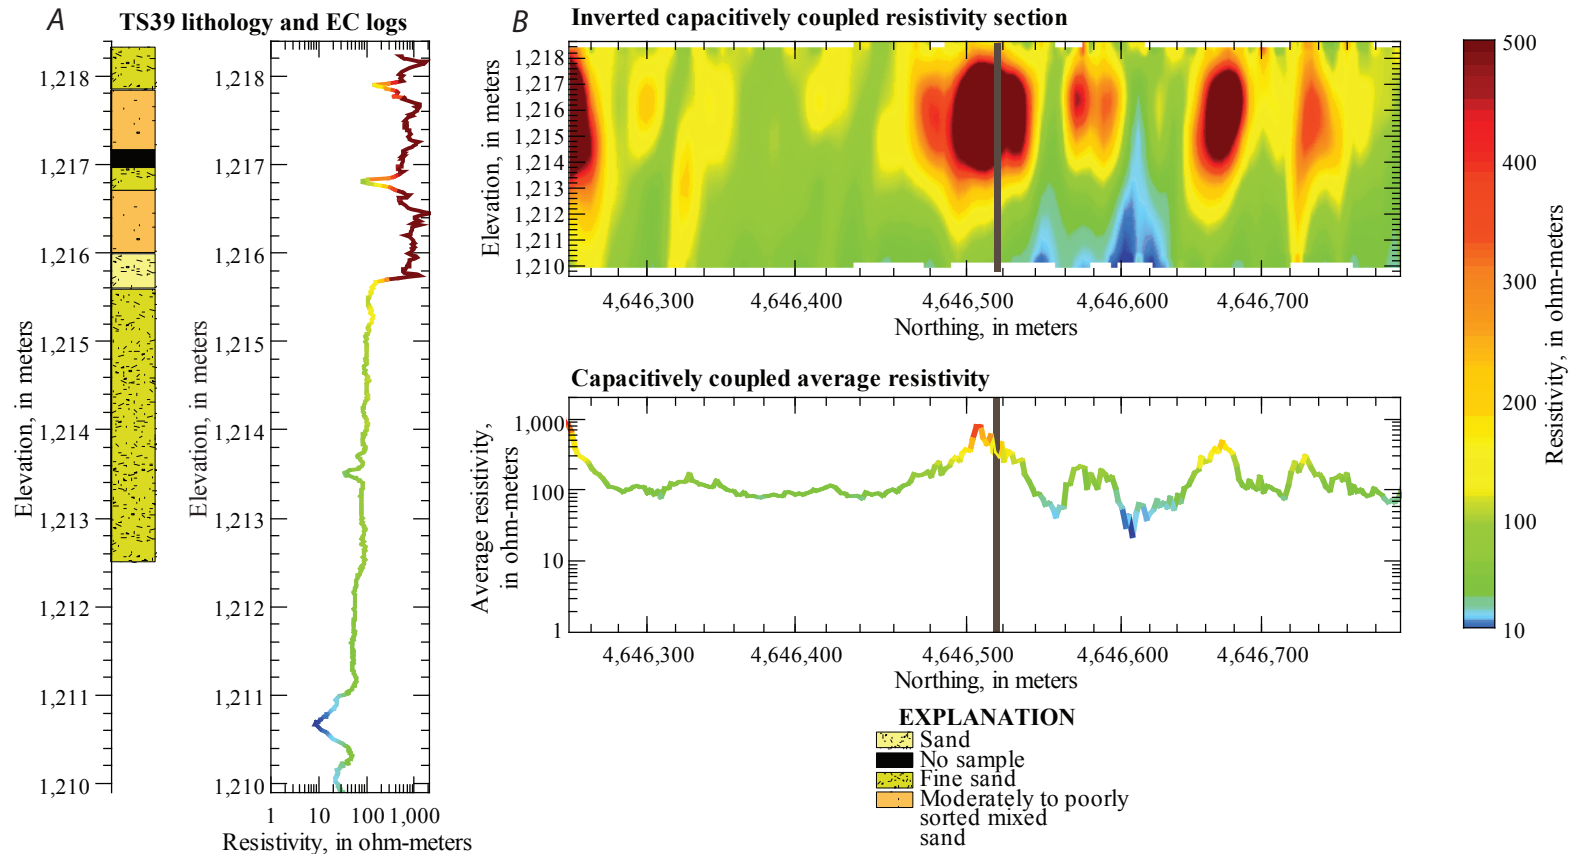 A
TS39 lithology and EC logs
1,218
1,217
1,216
1,215
1,214
1,213
1,212
1,211
1,210
Elevation, in meters
1,218
1,217
1,216
1,215
1,214
1,213
1,212
1,211
1,210
Elevation, in meters
1 10 100 1,000
Resistivity, in ohm-meters
B
Inverted capacitively coupled resistivity section
1,218
1,217
1,216
1,215
1,214
1,213
1,212
1,211
1,210
Elevation, in meters
4,646,300 4,646,400 4,646,500 4,646,600 4,646,700
Northing, in meters
Capacitively coupled average resistivity
1,000
100
10
1
Average resistivity,
in ohm-meters
4,646,300 4,646,400 4,646,500 4,646,600 4,646,700
Northing, in meters
EXPLANATION
Sand
No sample
Fine sand
Moderately to poorly
sorted mixed
sand
500
400
300
200
100
10
Resistivity, in ohm-meters